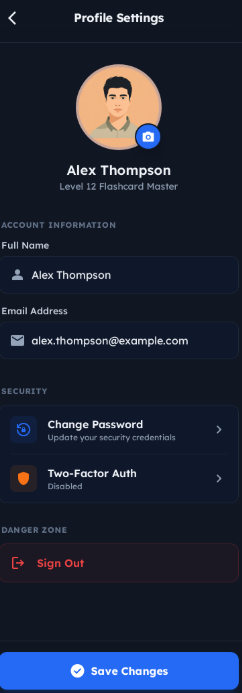 Profile Settings
Alex Thompson
Level 12 Flashcard Master
ACCOUNT INFORMATION
Full Name
Alex Thompson
Email Address
alex.thompson@example.com
SECURITY
Change Password
Update your security credentials
Two-Factor Auth
Disabled
DANGER ZONE
Sign Out
Save Changes